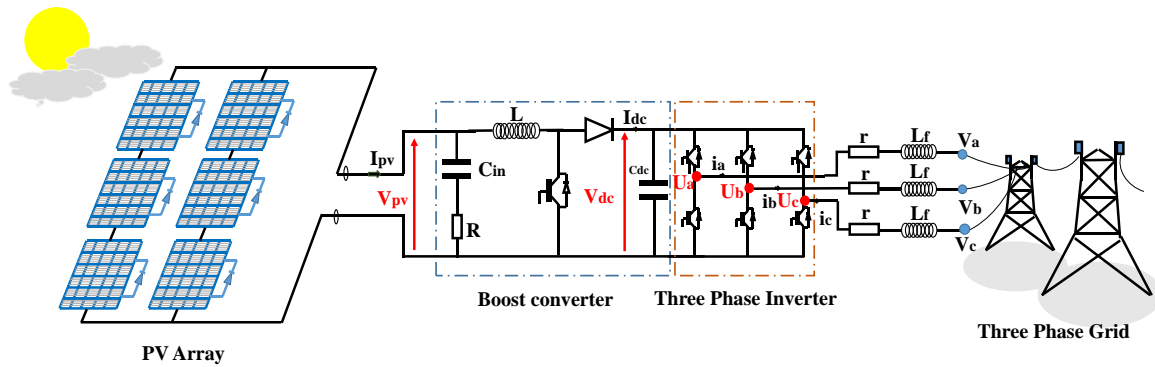 L
Idc
Ipv
Cin
Cdc
Vpv
R
Vdc
Ua
ia
Ub
ib
Uc
ic
r
Lf
Va
r
Lf
Vb
r
Lf
Vc
Boost converter
Three Phase Inverter
Three Phase Grid
PV Array